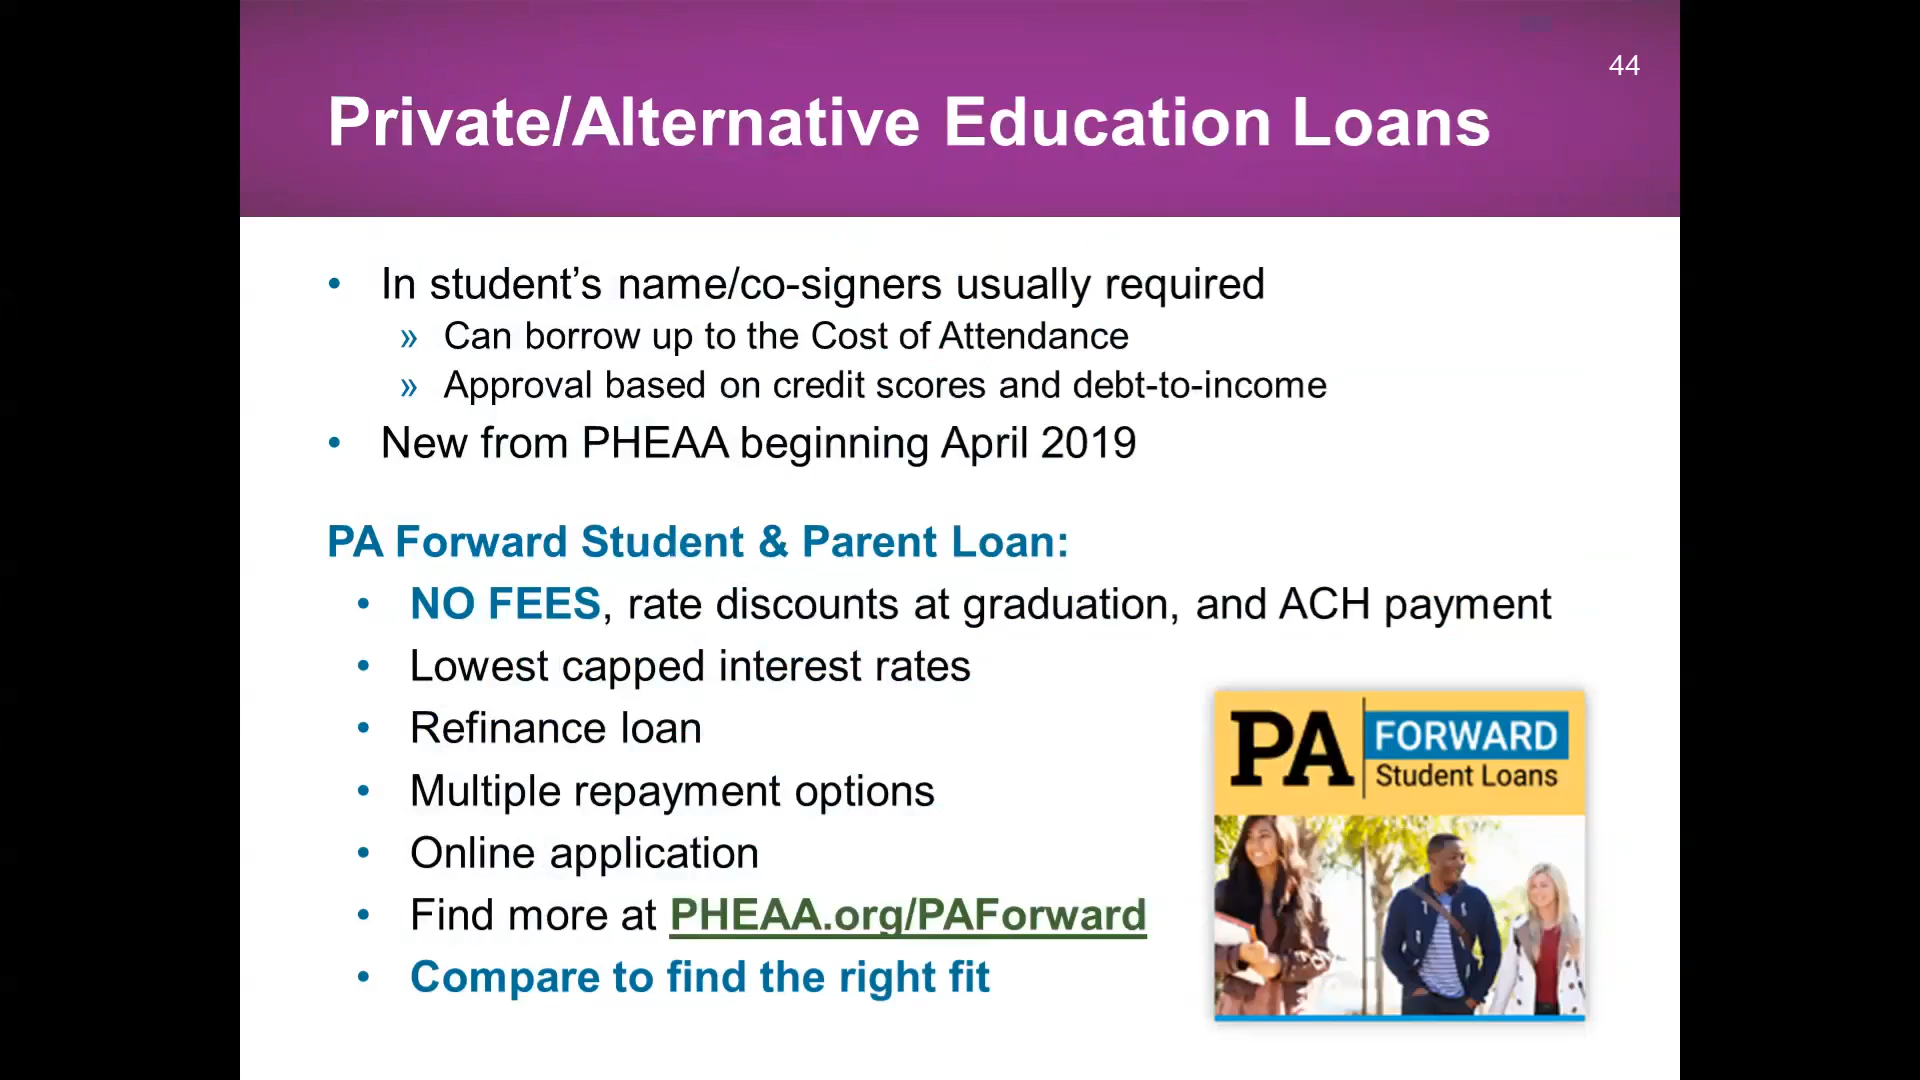 44
Private/Alternative Education Loans
• In student’s name/co-signers usually required
» Can borrow up to the Cost of Attendance
» Approval based on credit scores and debt-to-income
• New from PHEAA beginning April 2019
PA Forward Student & Parent Loan:
• NO FEES, rate discounts at graduation, and ACH payment
• Lowest capped interest rates
• Refinance loan
• Multiple repayment options
• Online application
• Find more at PHEAA.org/PAForward
• Compare to find the right fit
PA FORWARD
Student Loans